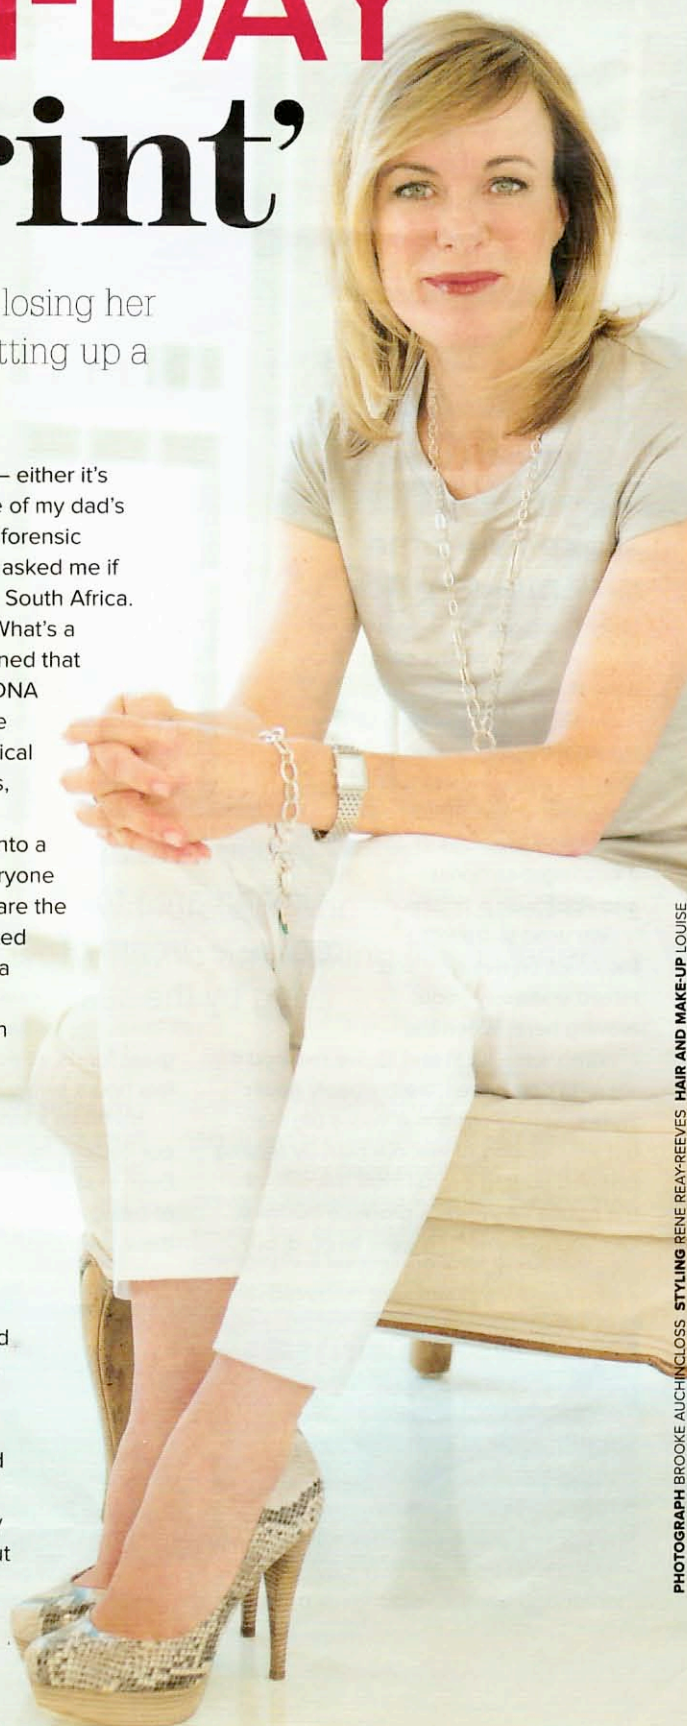 -DAY
rint'
losing her
tting up a
– either it's
e of my dad's
forensic
asked me if
South Africa.
What's a
ned that
DNA
e
ical
s,
nto a
ryone
are the
ed
a
n
d
d
y
ut
PHOTOGRAPH BROOKE AUCHINCLOSS STYLING RENE REAY-REEVES HAIR AND MAKE-UP LOUISE